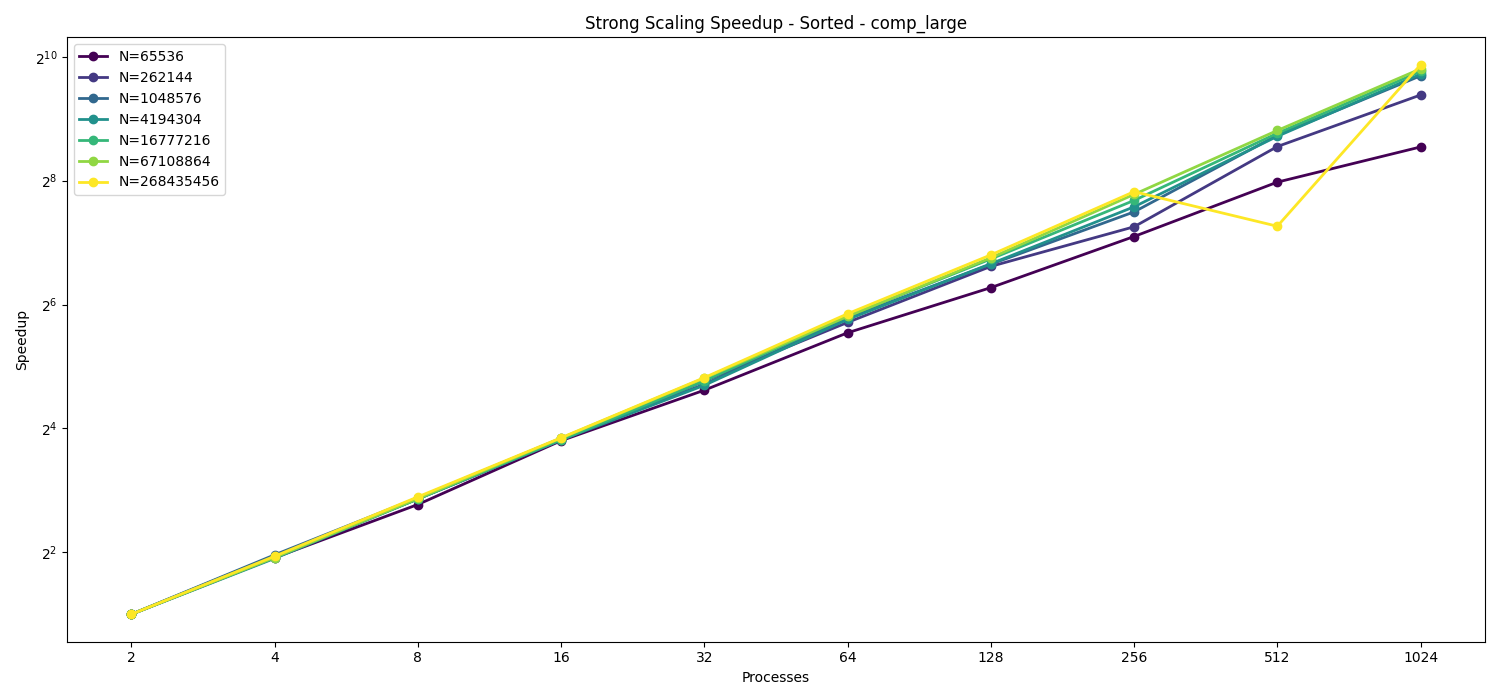 Strong Scaling Speedup - Sorted - comp_large
N=65536
N=262144
N=1048576
N=4194304
N=16777216
N=67108864
N=268435456
2^10
2^8
2^6
2^4
2^2
Speedup
2 4 8 16 32 64 128 256 512 1024
Processes